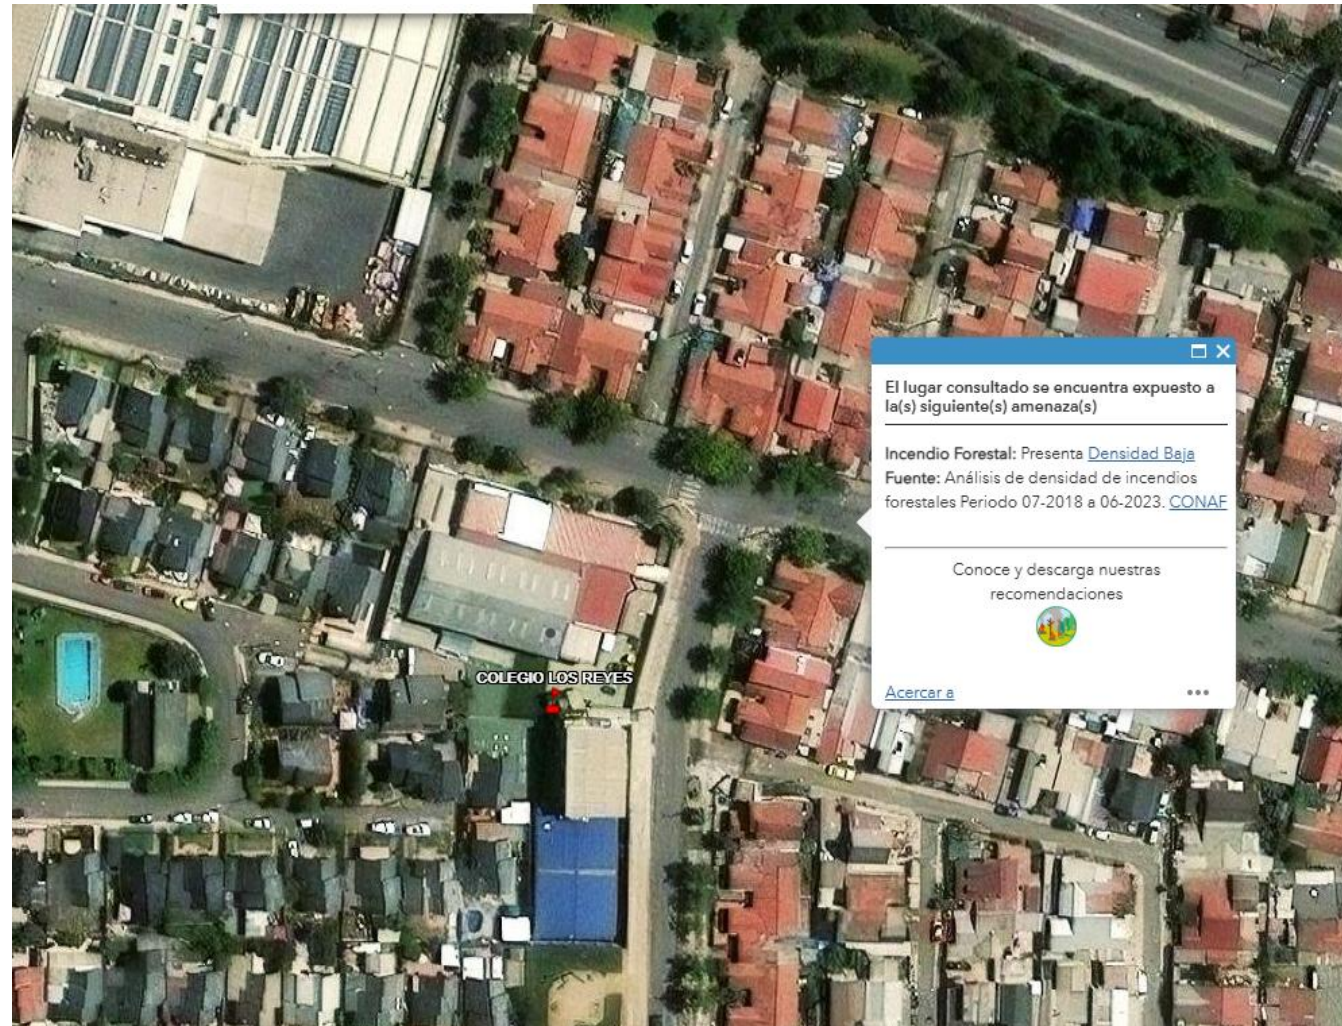 El lugar consultado se encuentra expuesto a
la(s) siguiente(s) amenaza(s)
Incendio Forestal: Presenta Densidad Baja
Fuente: Análisis de densidad de incendios
forestales Periodo 07-2018 a 06-2023. CONAF
Conoce y descarga nuestras
recomendaciones
COLEGIO LOS REYES
Acercar a